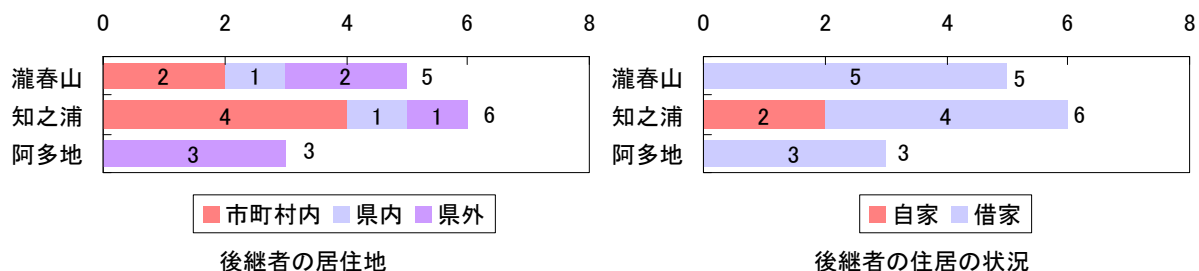 0 2 4 6 8
瀧春山 2 1 2 5
知之浦 4 1 1 6
阿多地 3 3
市町村内 県内 県外
後継者の居住地
0 2 4 6 8
瀧春山 5 5
知之浦 2 4 6
阿多地 3 3
自家 借家
後継者の住居の状況